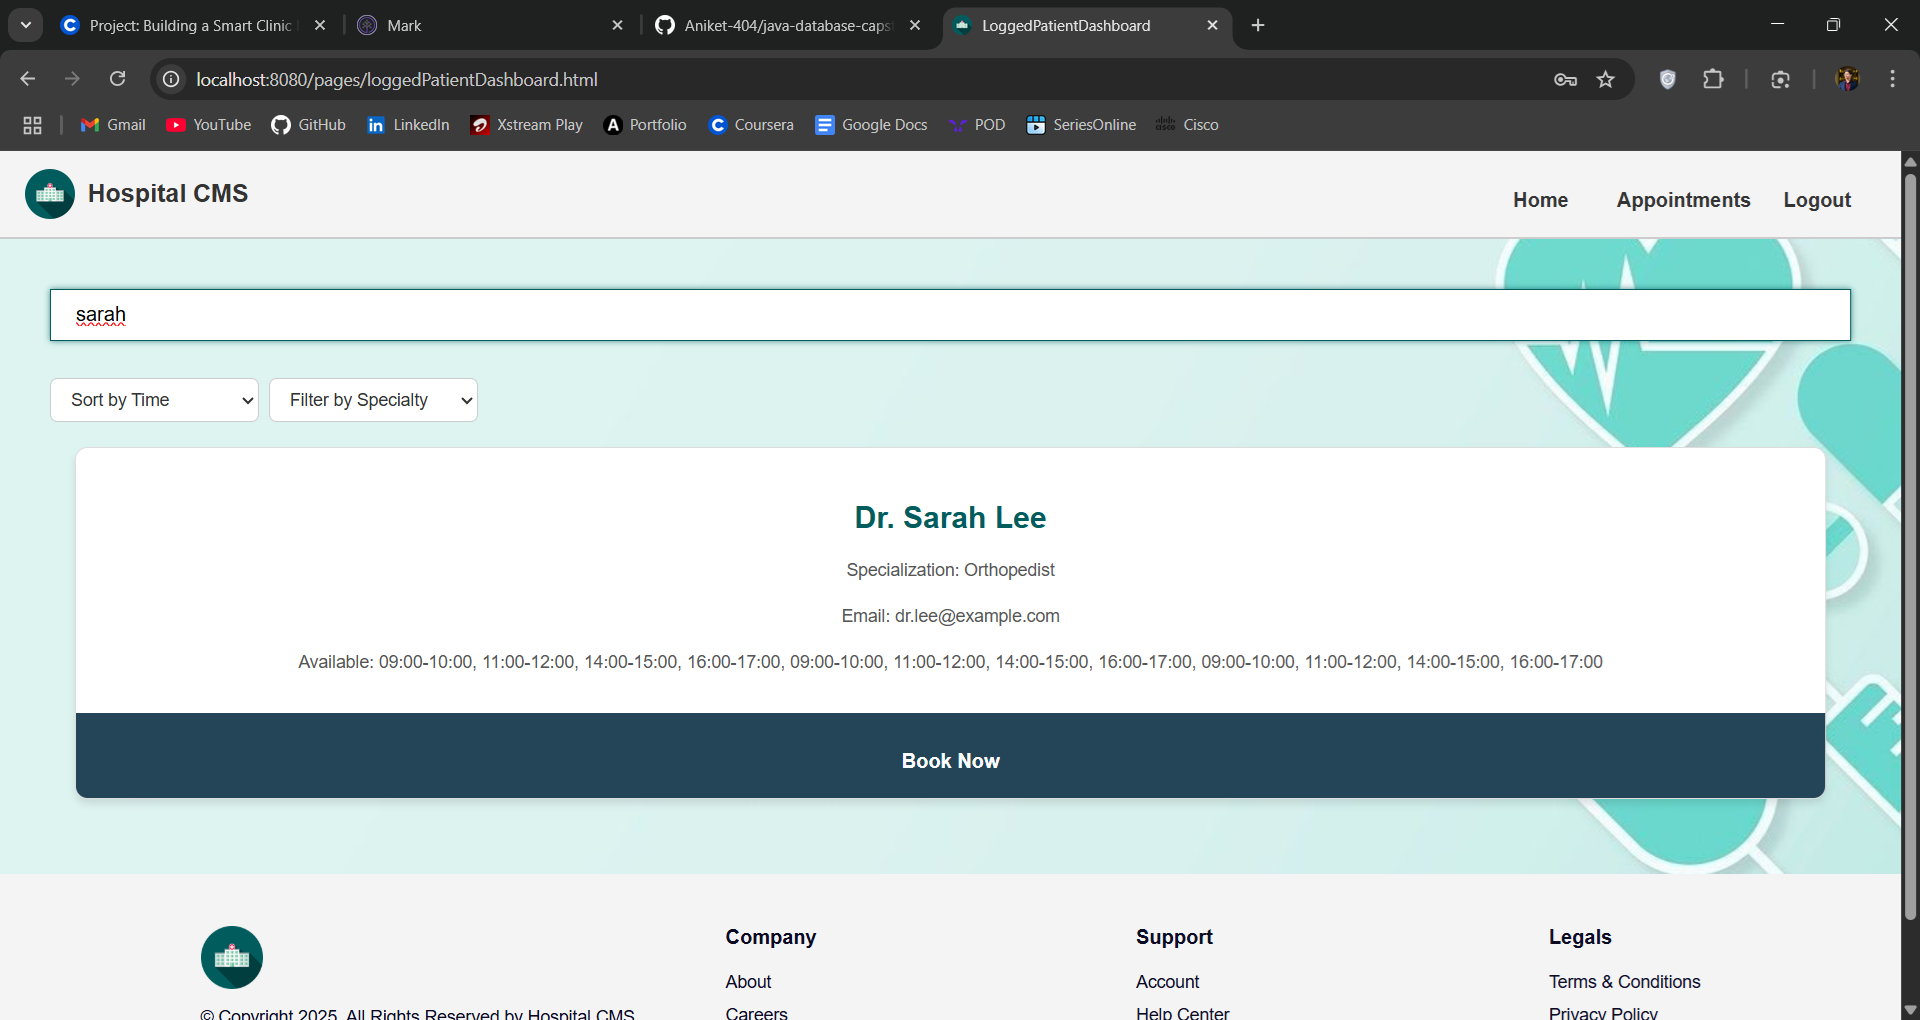 Project: Building a Smart Clinic
Mark
Aniket-404/java-database-caps
LoggedPatientDashboard
localhost:8080/pages/loggedPatientDashboard.html
Gmail
YouTube
GitHub
LinkedIn
Xstream Play
Portfolio
Coursera
Google Docs
POD
SeriesOnline
Cisco
Hospital CMS
Home
Appointments
Logout
sarah
Sort by Time
Filter by Specialty
Dr. Sarah Lee
Specialization: Orthopedist
Email: dr.lee@example.com
Available: 09:00-10:00, 11:00-12:00, 14:00-15:00, 16:00-17:00, 09:00-10:00, 11:00-12:00, 14:00-15:00, 16:00-17:00, 09:00-10:00, 11:00-12:00, 14:00-15:00, 16:00-17:00
Book Now
© Copyright 2025. All Rights Reserved by Hospital CMS.
Company
About
Careers
Support
Account
Help Center
Legals
Terms & Conditions
Privacy Policy